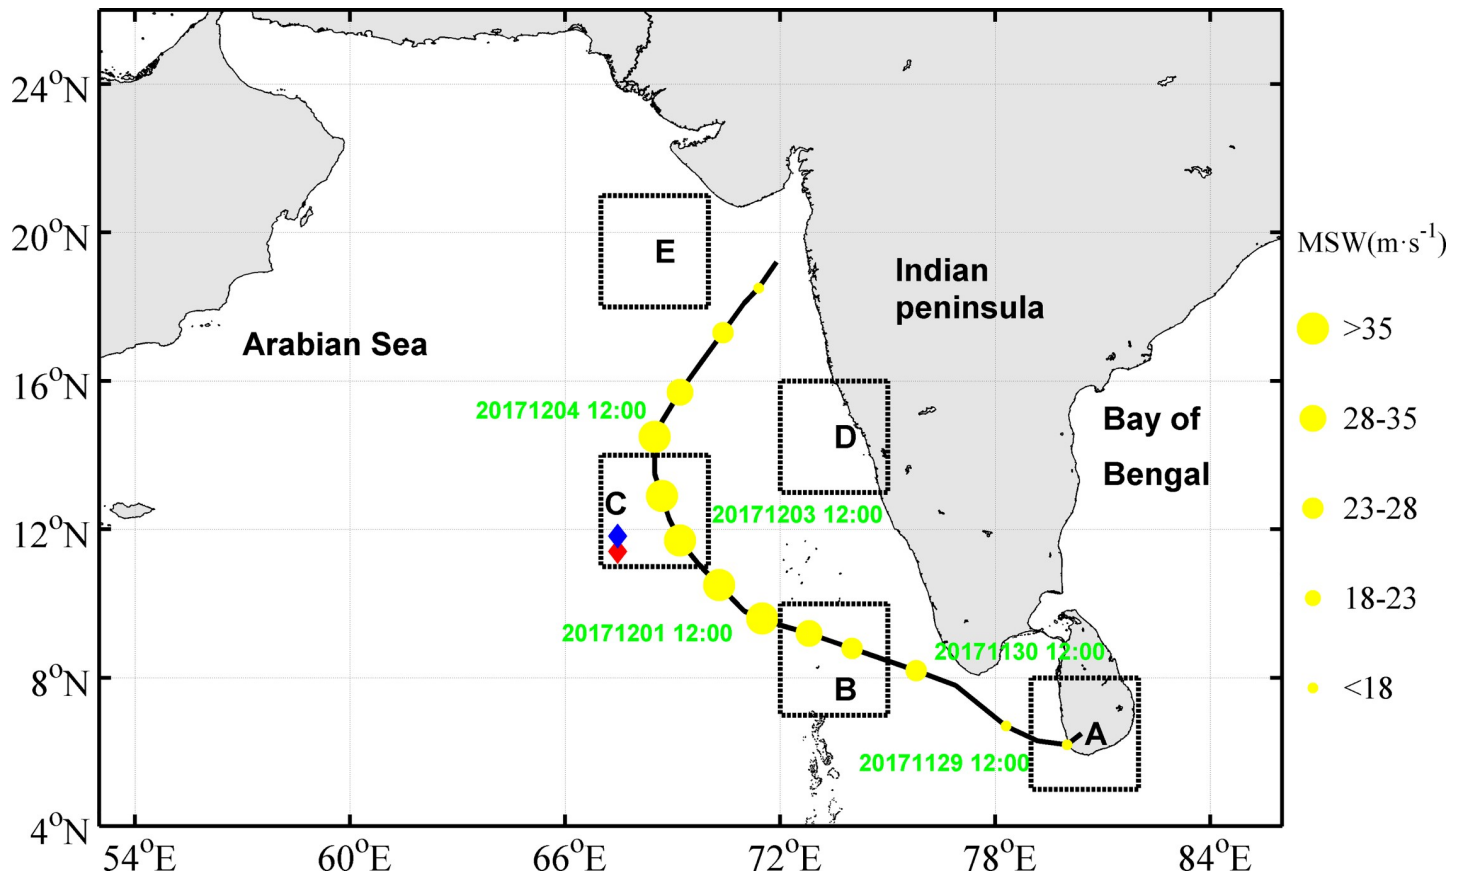 24°N
20°N
16°N
12°N
8°N
4°N
54°E
60°E
66°E
72°E
78°E
84°E
E
Indian
peninsula
Arabian Sea
20171204 12:00
D
Bay of
Bengal
C
20171203 12:00
20171201 12:00
20171130 12:00
B
A
20171129 12:00
MSW(m·s⁻¹)
>35
28-35
23-28
18-23
<18